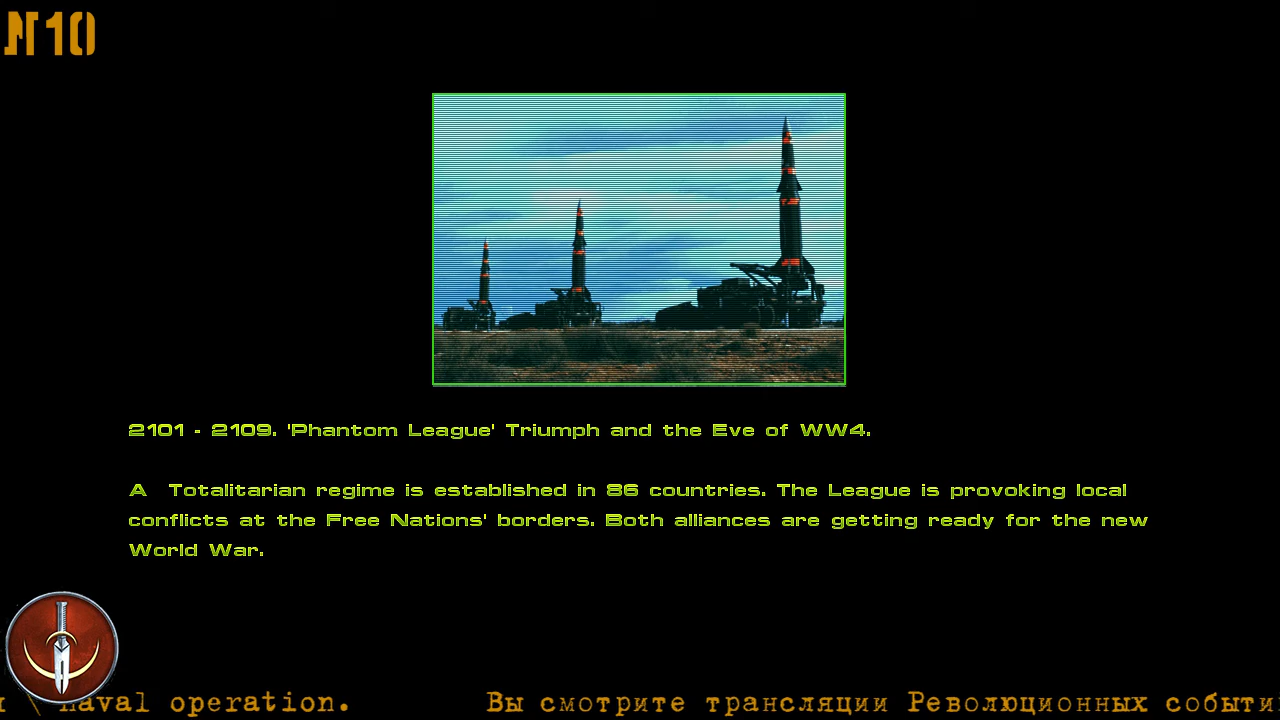 2101 - 2109. 'Phantom League' Triumph and the Eve of WW4.
A Totalitarian regime is established in 86 countries. The League is provoking local
conflicts at the Free Nations' borders. Both alliances are getting ready for the new
World War.
\ naval operation. Вы смотрите трансляции Революционных событи